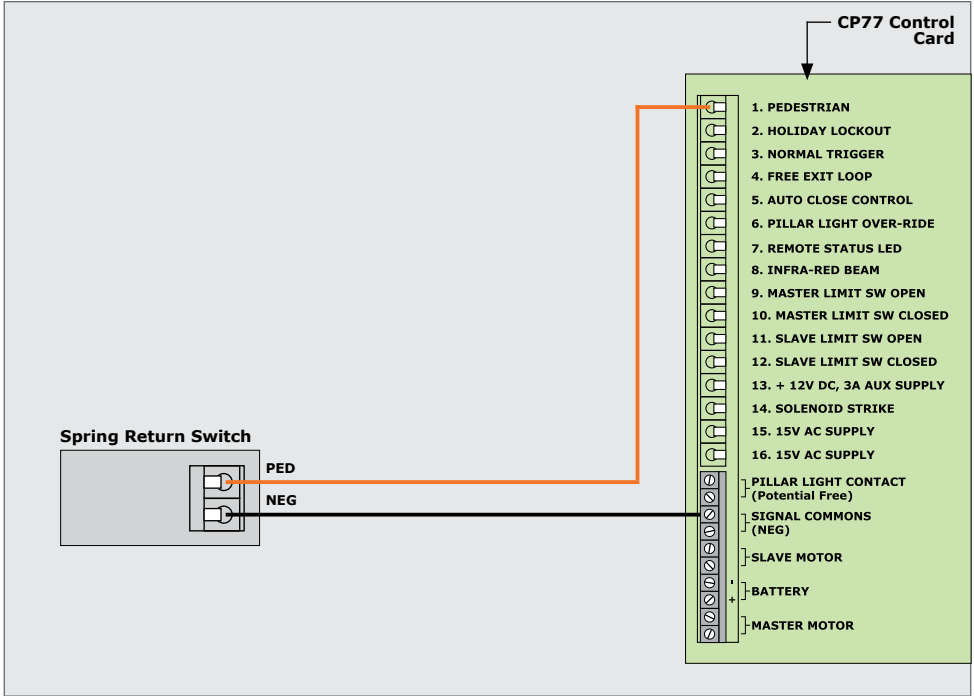 CP77 Control
Card
1. PEDESTRIAN
2. HOLIDAY LOCKOUT
3. NORMAL TRIGGER
4. FREE EXIT LOOP
5. AUTO CLOSE CONTROL
6. PILLAR LIGHT OVER-RIDE
7. REMOTE STATUS LED
8. INFRA-RED BEAM
9. MASTER LIMIT SW OPEN
10. MASTER LIMIT SW CLOSED
11. SLAVE LIMIT SW OPEN
12. SLAVE LIMIT SW CLOSED
13. + 12V DC, 3A AUX SUPPLY
14. SOLENOID STRIKE
15. 15V AC SUPPLY
16. 15V AC SUPPLY
PILLAR LIGHT CONTACT
(Potential Free)
SIGNAL COMMONS
(NEG)
SLAVE MOTOR
-
BATTERY
+
MASTER MOTOR
Spring Return Switch
PED
NEG